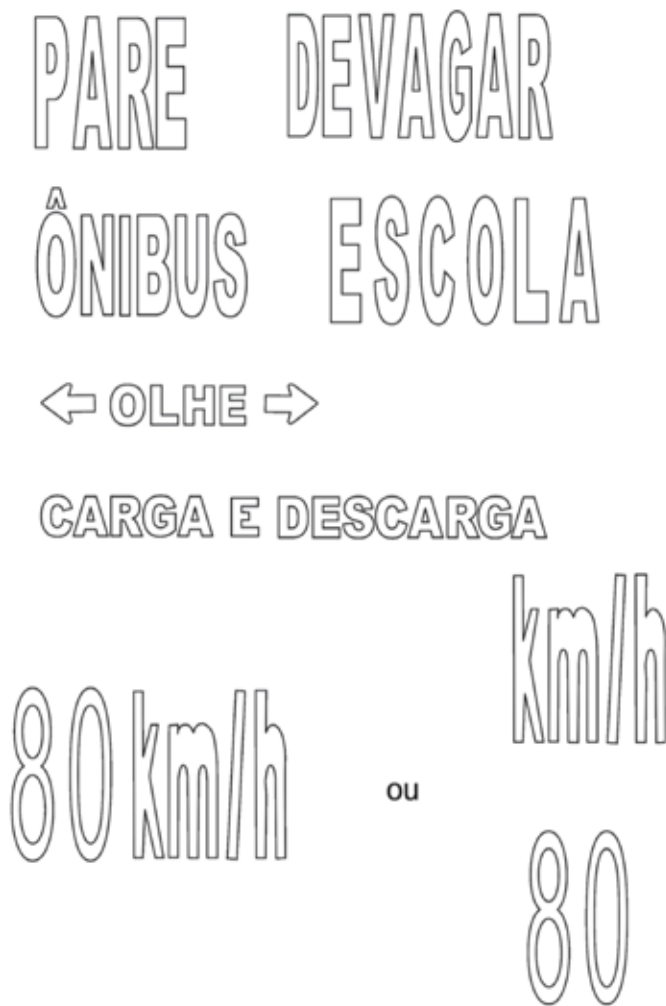 PARE DEVAGAR
ÔNIBUS ESCOLA
← OLHE →
CARGA E DESCARGA
80 km/h
ou
km/h
80